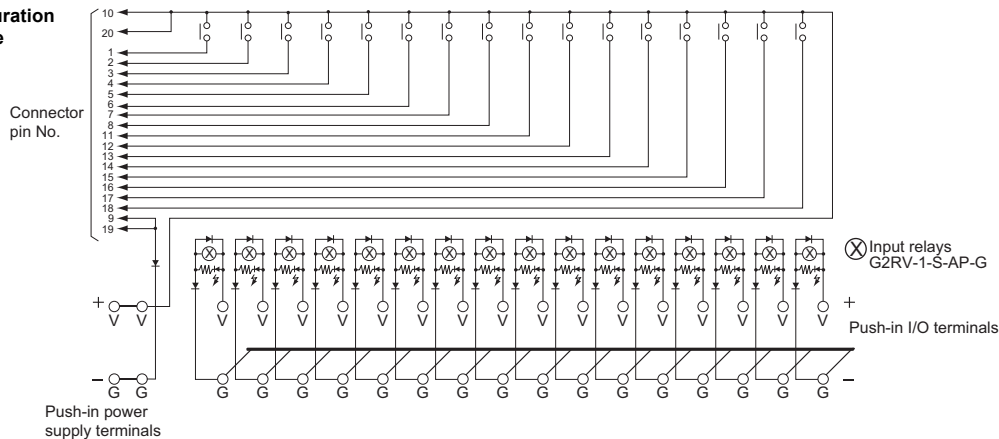 uration
e
10
20
1
2
3
4
5
6
7
8
11
12
13
14
15
16
17
18
9
19
Connector
pin No.
Input relays
G2RV-1-S-AP-G
+ V V V V V V V V V V V V V V V V V V +
Push-in I/O terminals
– G G G G G G G G G G G G G G G G G G –
Push-in power
supply terminals